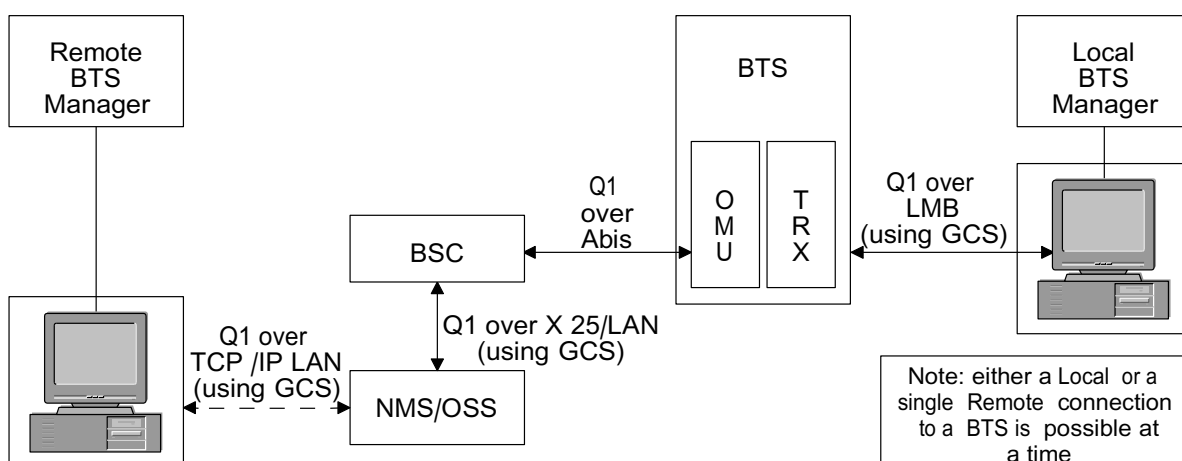 Remote
BTS
Manager
BTS
Local
BTS
Manager
O
M
U
T
R
X
Q1
over
Abis
Q1 over
LMB
(using GCS)
BSC
Q1 over X 25/LAN
(using GCS)
Q1 over
TCP /IP LAN
(using GCS)
NMS/OSS
Note: either a Local or a
single Remote connection
to a BTS is possible at
a time